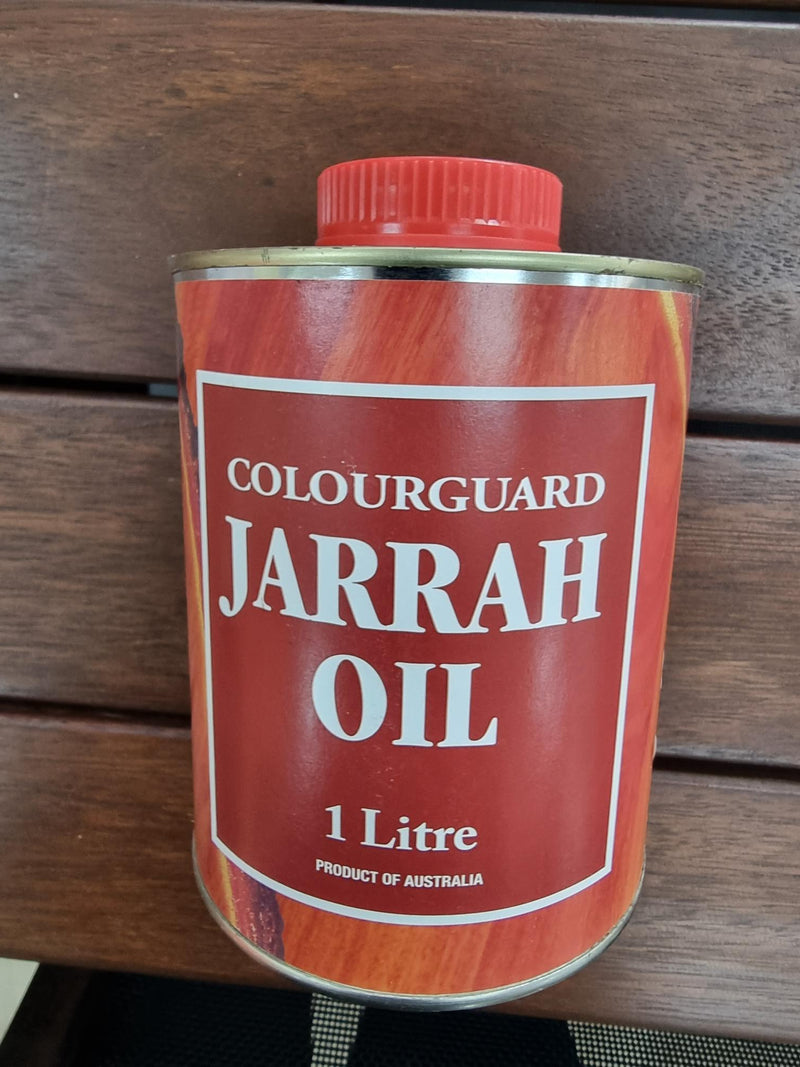 COLOURGUARD
JARRAH
OIL
1 Litre
PRODUCT OF AUSTRALIA